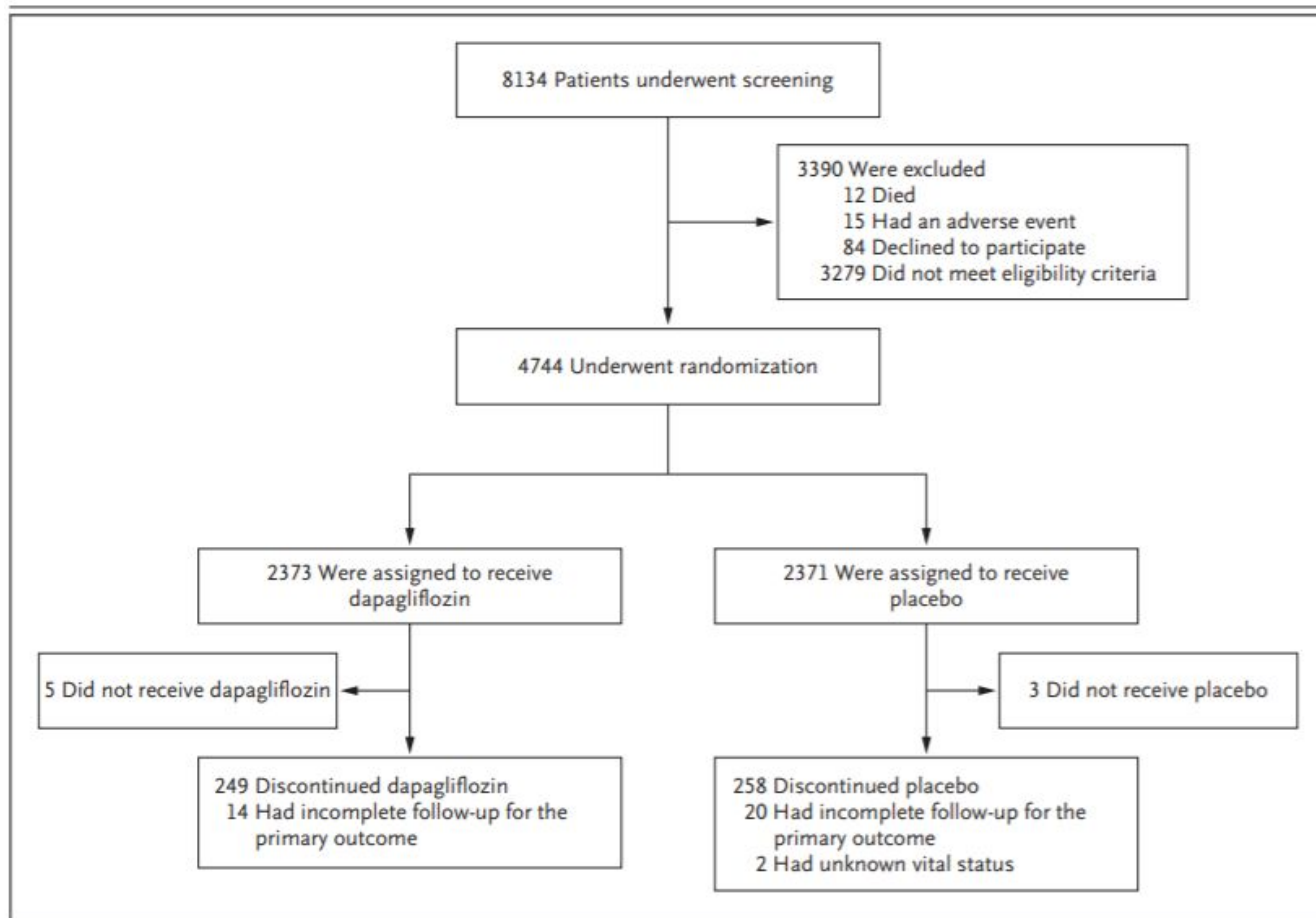 8134 Patients underwent screening
3390 Were excluded
12 Died
15 Had an adverse event
84 Declined to participate
3279 Did not meet eligibility criteria
4744 Underwent randomization
2373 Were assigned to receive
dapagliflozin
2371 Were assigned to receive
placebo
5 Did not receive dapagliflozin
3 Did not receive placebo
249 Discontinued dapagliflozin
14 Had incomplete follow-up for the
primary outcome
258 Discontinued placebo
20 Had incomplete follow-up for the
primary outcome
2 Had unknown vital status